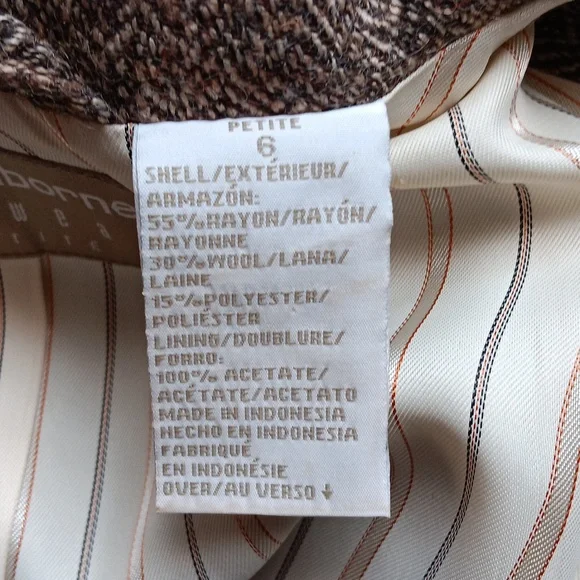 PETITE
6
SHELL/EXTÉRIEUR/
ARMAZÓN:
55%RAYON/RAYÓN/
RAYONNE
30%WOOL/LANA/
LAINE
15%POLYESTER/
POLIÉSTER
LINING/DOUBLURE/
FORRO:
100% ACETATE/
ACÉTATE/ACETATO
MADE IN INDONESIA
HECHO EN INDONESIA
FABRIQUÉ
EN INDONÉSIE
OVER/AU VERSO ↓
borne
w e a